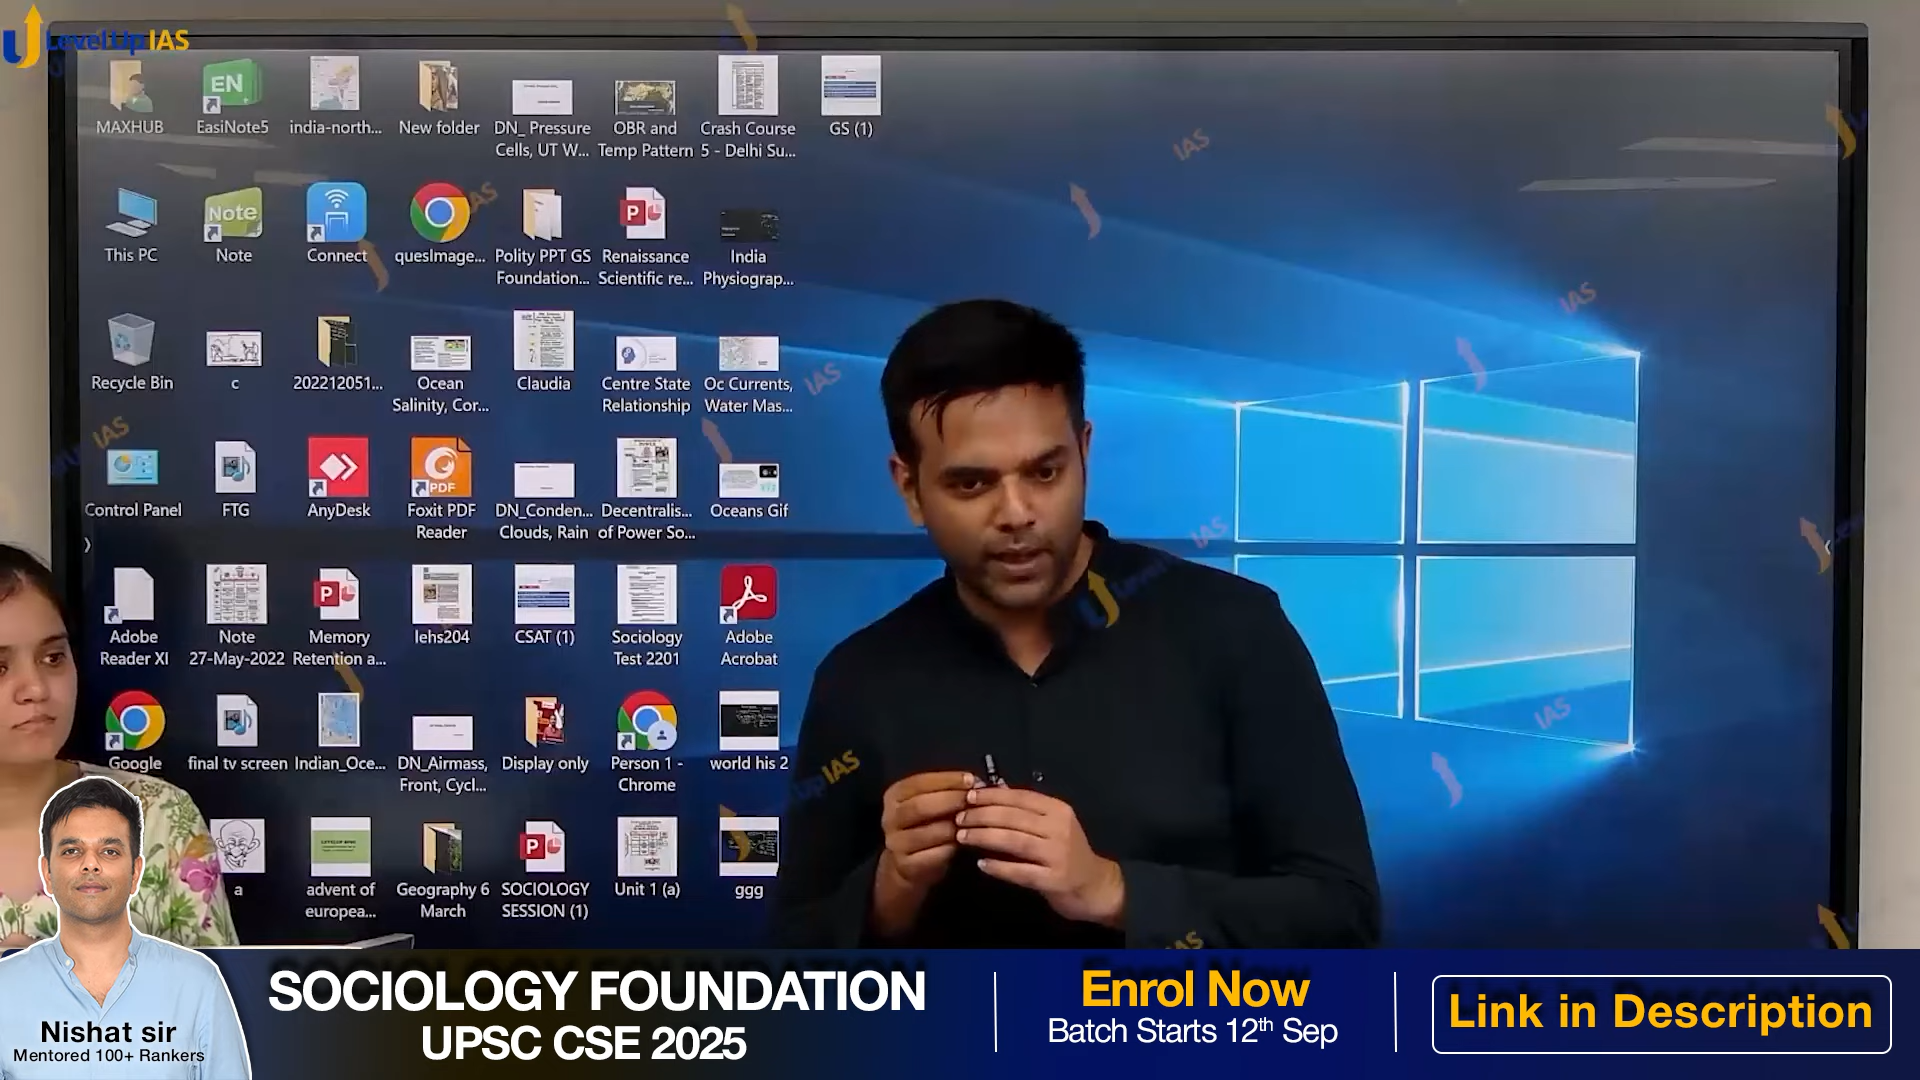 LevelUp IAS
MAXHUB
EN
EasiNote5
india-north...
New folder
DN_ Pressure
Cells, UT W...
OBR and
Temp Pattern
Crash Course
5 - Delhi Su...
GS (1)
This PC
Note
Note
Connect
quesImage...
Polity PPT GS
Foundation...
Renaissance
Scientific re...
India
Physiograp...
Recycle Bin
c
202212051...
Ocean
Salinity, Cor...
Claudia
Centre State
Relationship
Oc Currents,
Water Mas...
Control Panel
FTG
AnyDesk
PDF
Foxit PDF
Reader
DN_Conden...
Clouds, Rain
Decentralis...
of Power So...
Oceans Gif
Adobe
Reader XI
Note
27-May-2022
Memory
Retention a...
lehs204
CSAT (1)
Sociology
Test 2201
Adobe
Acrobat
Google
final tv screen
Indian_Oce...
DN_Airmass,
Front, Cycl...
Display only
Person 1 -
Chrome
world his 2
a
advent of
europea...
Geography 6
March
SOCIOLOGY
SESSION (1)
Unit 1 (a)
ggg
Nishat sir
Mentored 100+ Rankers
SOCIOLOGY FOUNDATION
UPSC CSE 2025
Enrol Now
Batch Starts 12th Sep
Link in Description